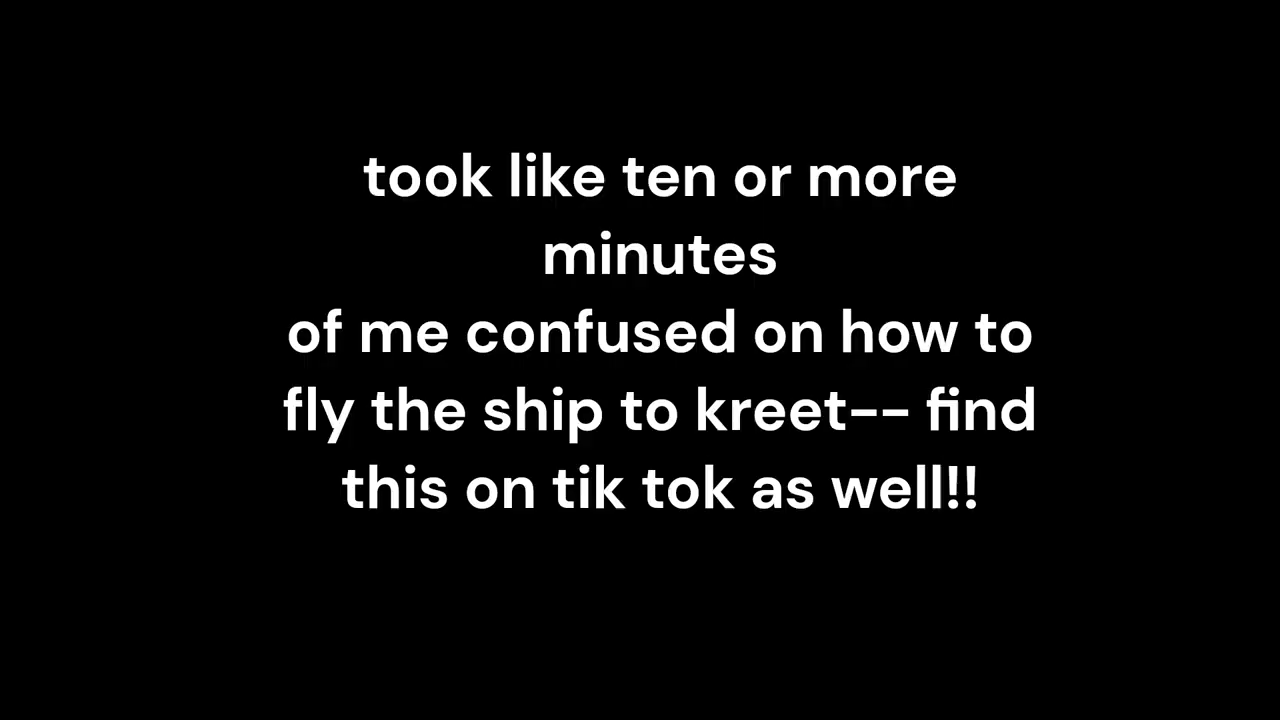 took like ten or more
minutes
of me confused on how to
fly the ship to kreet-- find
this on tik tok as well!!